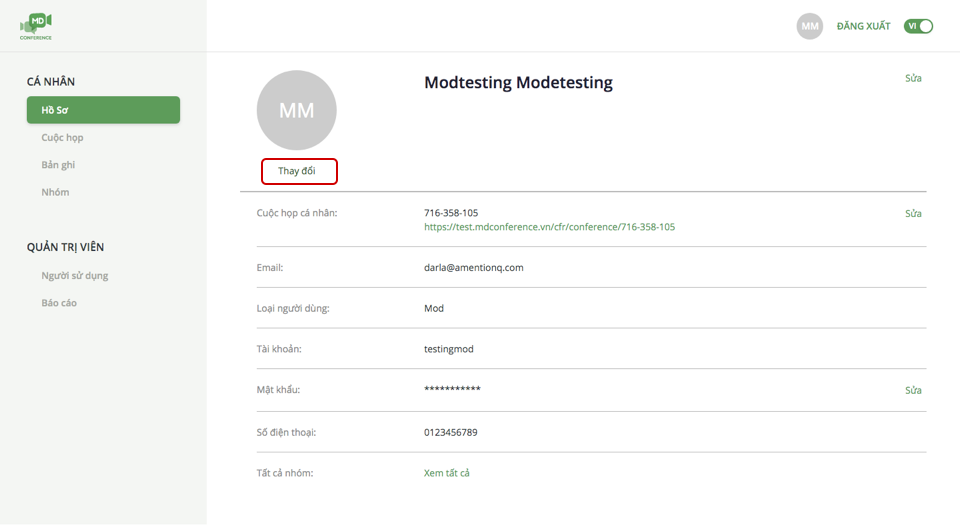 MD
CONFERENCE
MM
ĐĂNG XUẤT
VI
CÁ NHÂN
Hồ Sơ
Cuộc họp
Bản ghi
Nhóm
QUẢN TRỊ VIÊN
Người sử dụng
Báo cáo
MM
Thay đổi
Modtesting Modetesting
Sửa
Cuộc họp cá nhân:
716-358-105
Sửa
https://test.mdconference.vn/cfr/conference/716-358-105
Email:
darla@amentionq.com
Loại người dùng:
Mod
Tài khoản:
testingmod
Mật khẩu:
***********
Sửa
Số điện thoại:
0123456789
Tất cả nhóm:
Xem tất cả